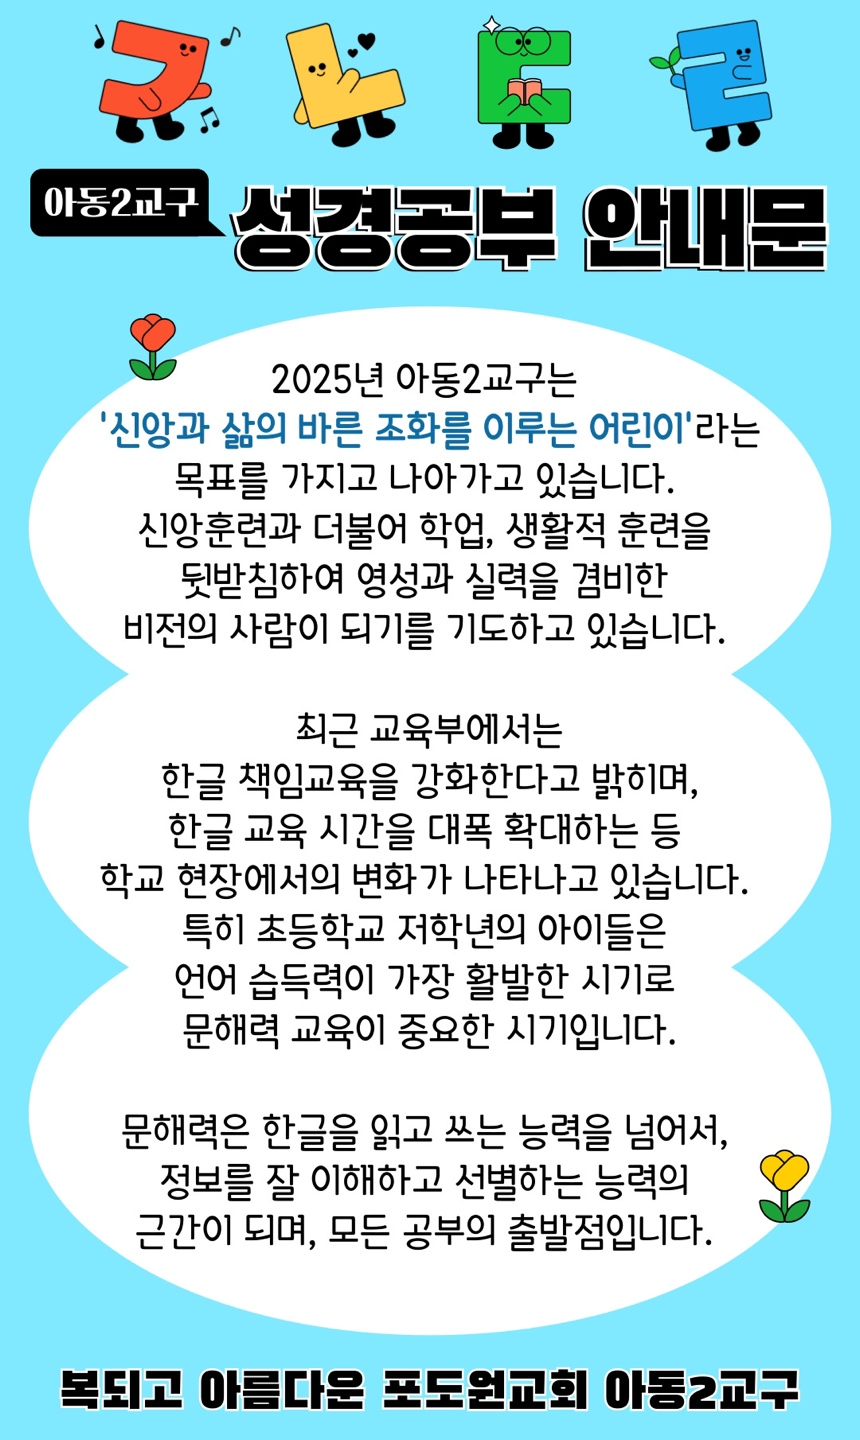 ㄱㄴㄷㄹ
아동2교구
성경공부 안내문
2025년 아동2교구는
'신앙과 삶의 바른 조화를 이루는 어린이'라는
목표를 가지고 나아가고 있습니다.
신앙훈련과 더불어 학업, 생활적 훈련을
뒷받침하여 영성과 실력을 겸비한
비전의 사람이 되기를 기도하고 있습니다.
최근 교육부에서는
한글 책임교육을 강화한다고 밝히며,
한글 교육 시간을 대폭 확대하는 등
학교 현장에서의 변화가 나타나고 있습니다.
특히 초등학교 저학년의 아이들은
언어 습득력이 가장 활발한 시기로
문해력 교육이 중요한 시기입니다.
문해력은 한글을 읽고 쓰는 능력을 넘어서,
정보를 잘 이해하고 선별하는 능력의
근간이 되며, 모든 공부의 출발점입니다.
복되고 아름다운 포도원교회 아동2교구